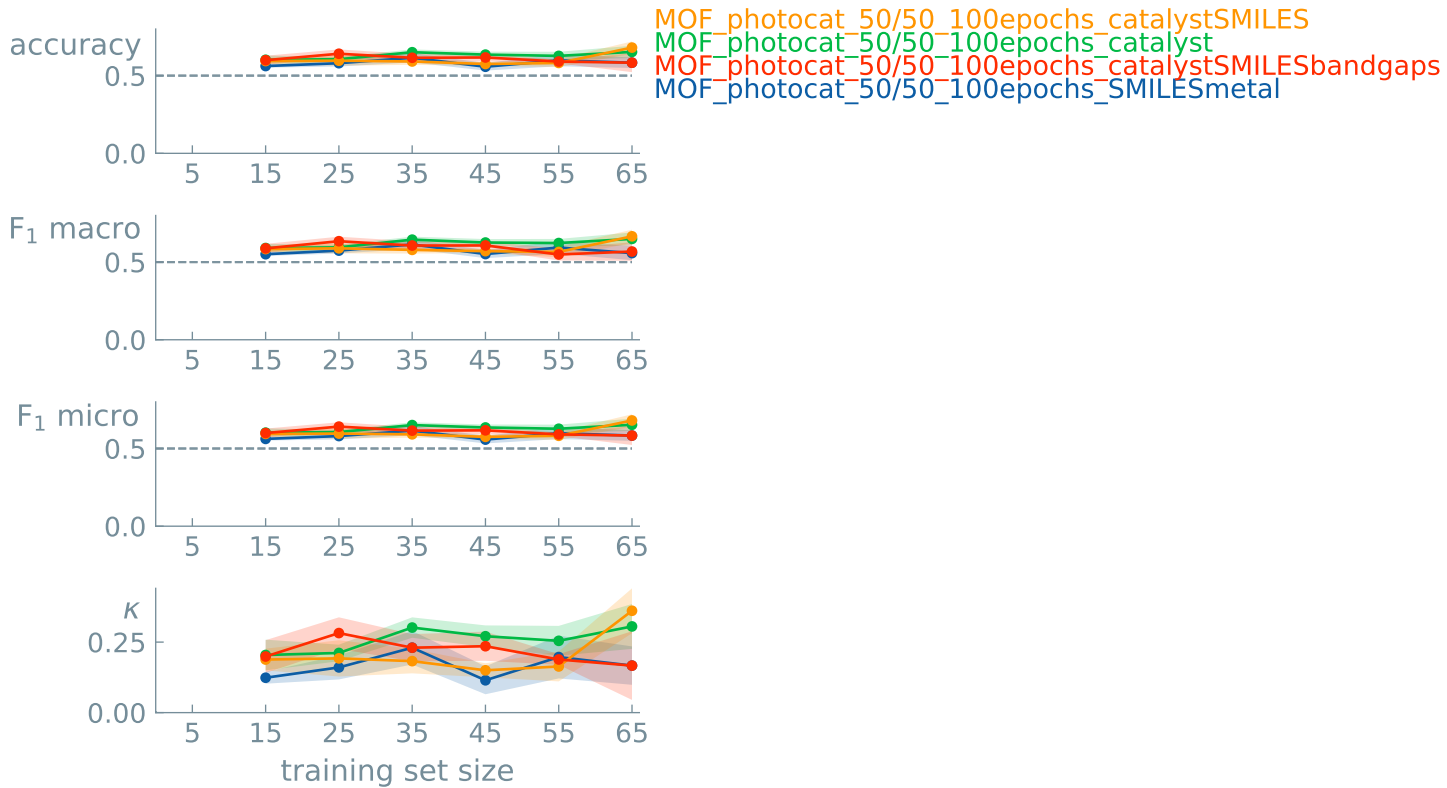 MOF_photocat_50/50_100epochs_catalystSMILES
MOF_photocat_50/50_100epochs_catalyst
MOF_photocat_50/50_100epochs_catalystSMILESbandgaps
MOF_photocat_50/50_100epochs_SMILESmetal
accuracy
0.5
0.0
5 15 25 35 45 55 65
F₁ macro
0.5
0.0
5 15 25 35 45 55 65
F₁ micro
0.5
0.0
5 15 25 35 45 55 65
κ
0.25
0.00
5 15 25 35 45 55 65
training set size